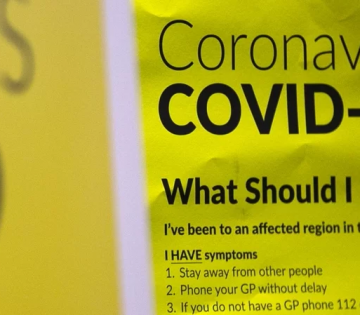 S
Coronav
COVID-
What Should I
I've been to an affected region in t
I HAVE symptoms
1. Stay away from other people
2. Phone your GP without delay
3. If you do not have a GP phone 112